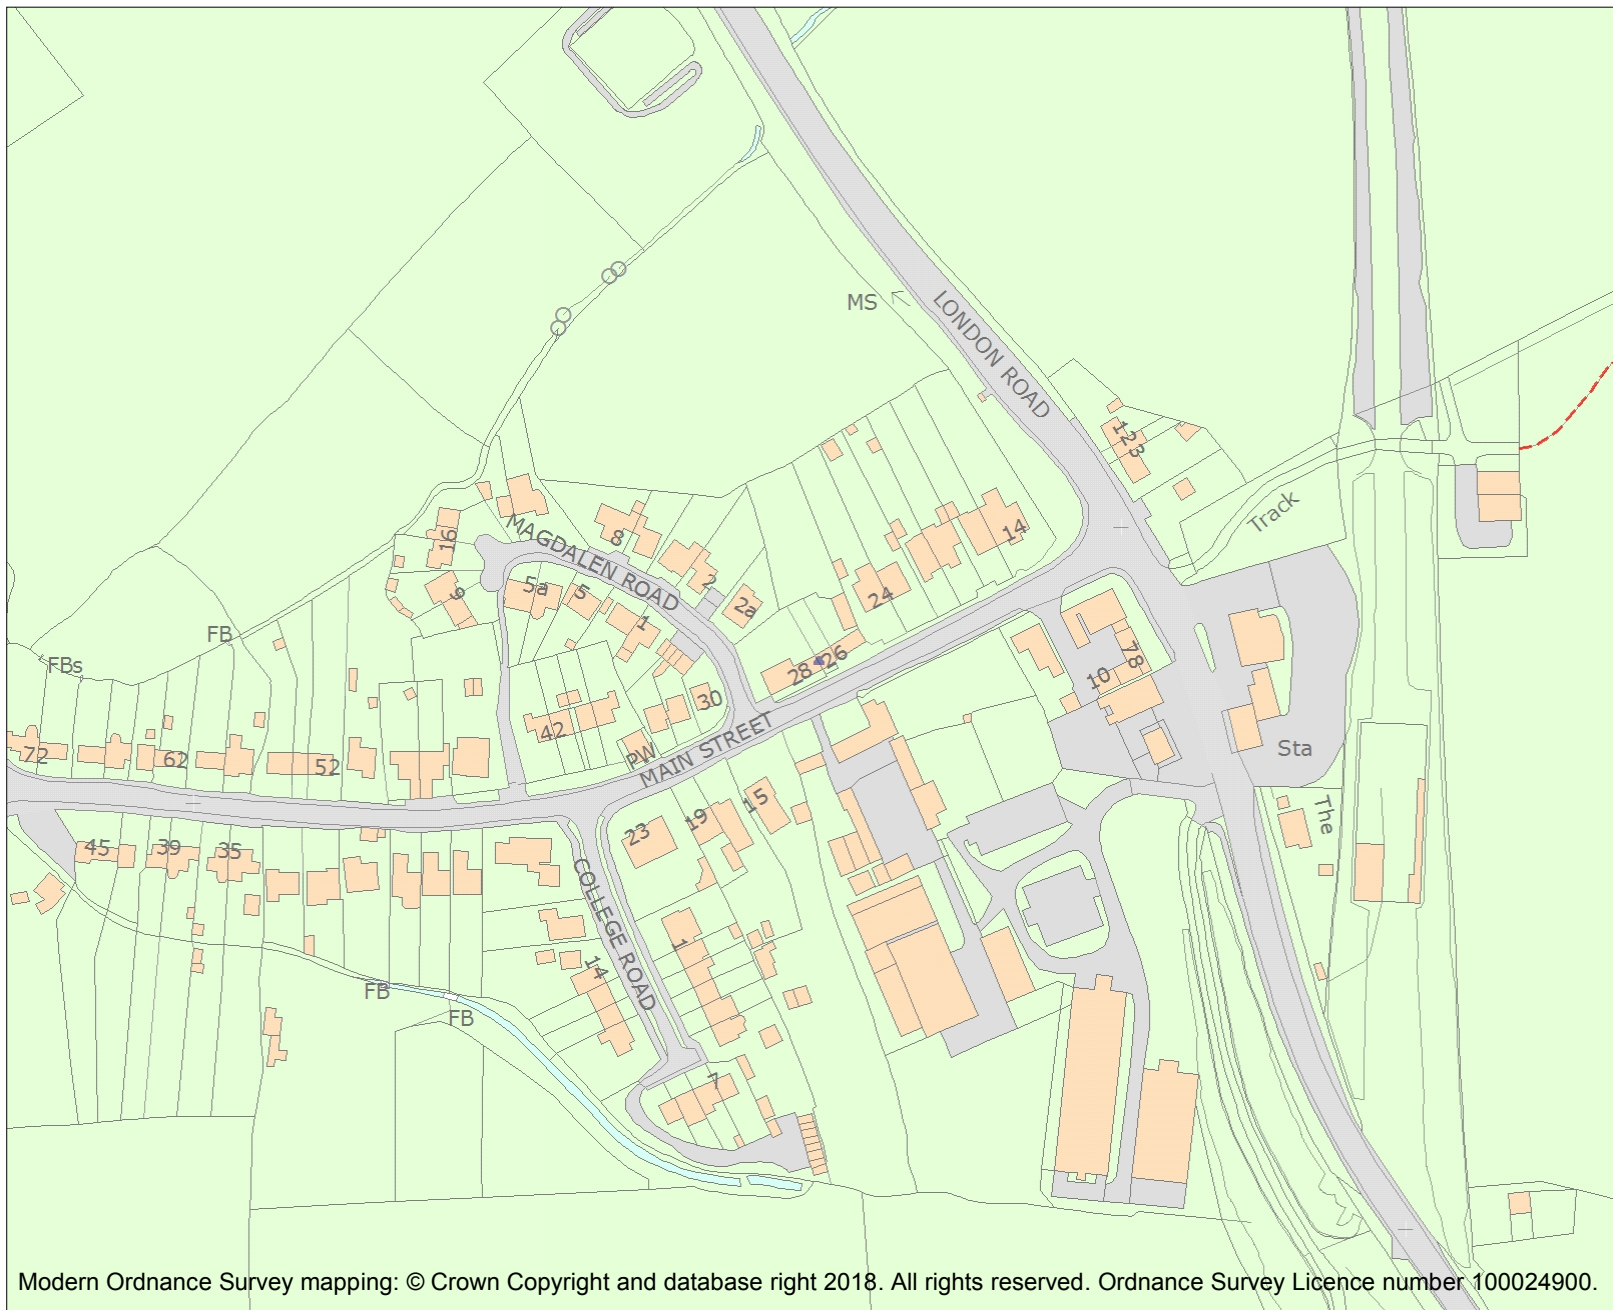 MS
LONDON ROAD
1 2 3
Track
14
MAGDALEN ROAD
8
16
9
5a
5
2
2a
1
24
FB
FBs
28
26
78
10
30
42
PW
MAIN STREET
72
62
52
Sta
The
45
39
35
23
19
15
COLLEGE ROAD
1
14
FB
FB
7
Modern Ordnance Survey mapping: © Crown Copyright and database right 2018. All rights reserved. Ordnance Survey Licence number 100024900.